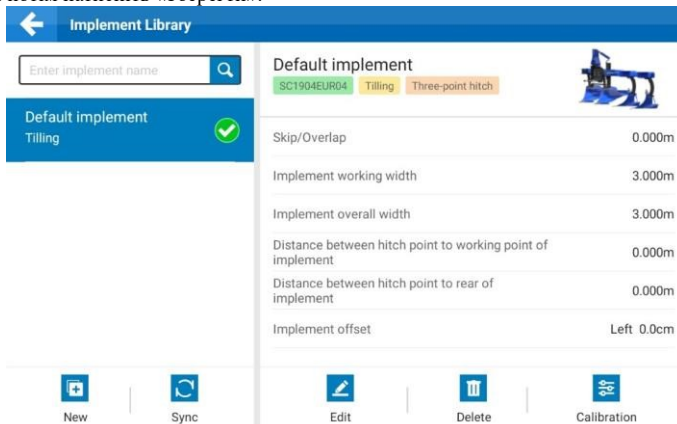 Implement Library
Enter implement name
Default implement
Tilling
New
Sync
Default implement
SC1904EUR04 Tilling Three-point hitch
Skip/Overlap 0.000m
Implement working width 3.000m
Implement overall width 3.000m
Distance between hitch point to working point of
implement 0.000m
Distance between hitch point to rear of
implement 0.000m
Implement offset Left 0.0cm
Edit
Delete
Calibration